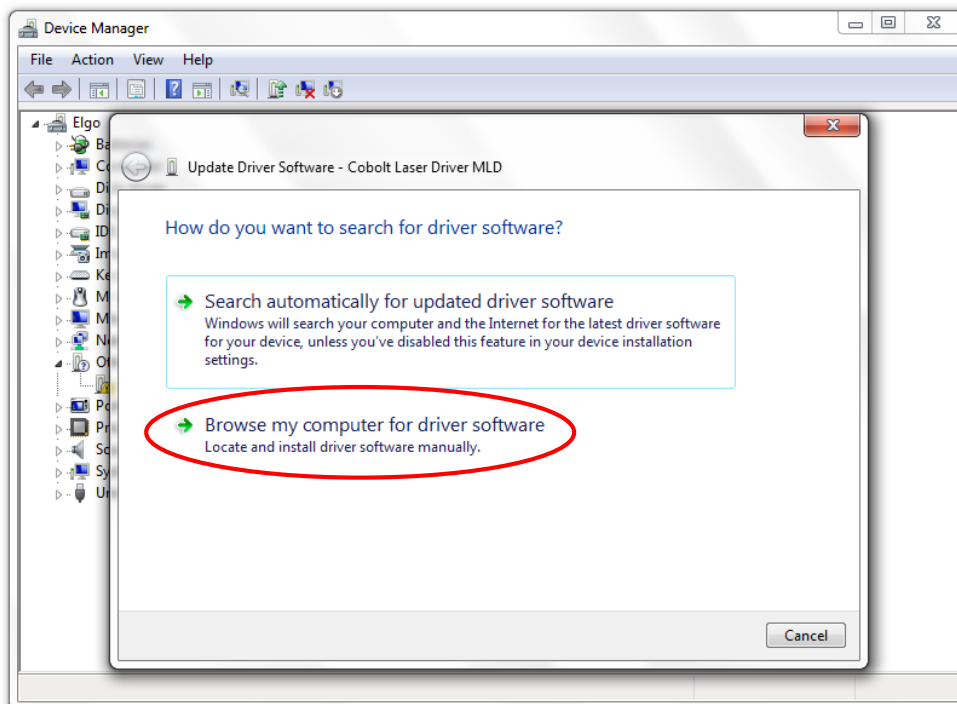 Device Manager
File Action View Help
Elgo
Update Driver Software - Cobolt Laser Driver MLD
How do you want to search for driver software?
Search automatically for updated driver software
Windows will search your computer and the Internet for the latest driver software
for your device, unless you've disabled this feature in your device installation
settings.
Browse my computer for driver software
Locate and install driver software manually.
Cancel